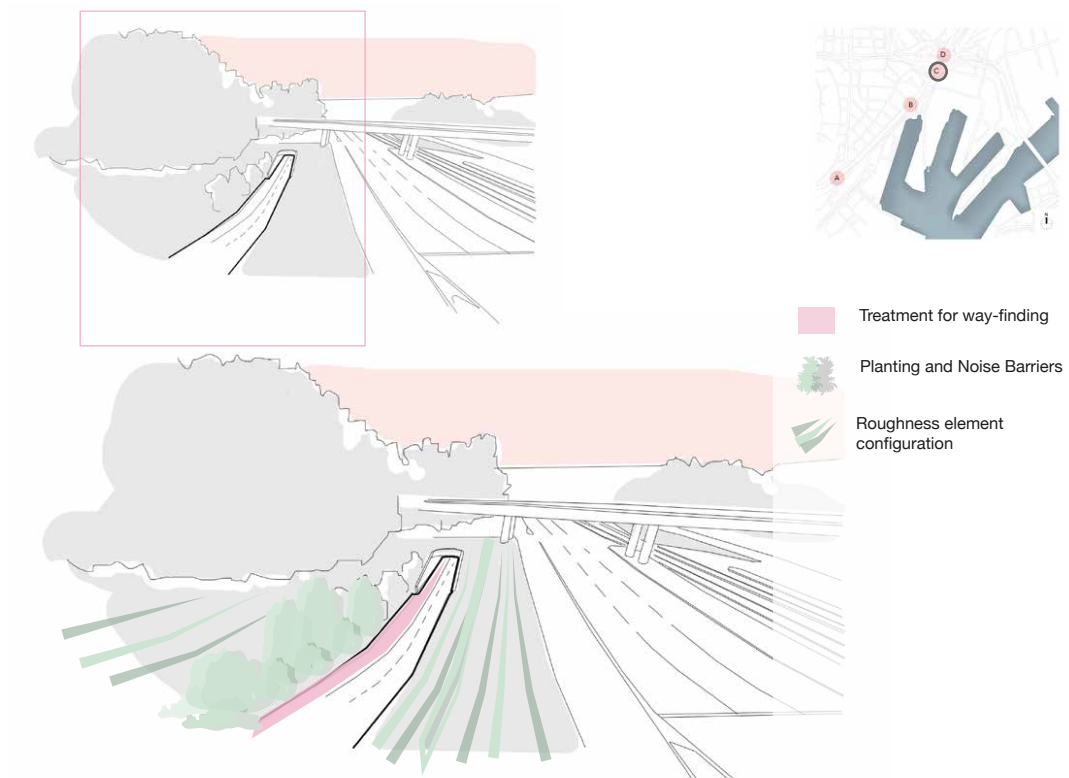 D
C
B
A
N
Treatment for way-finding
Planting and Noise Barriers
Roughness element
configuration